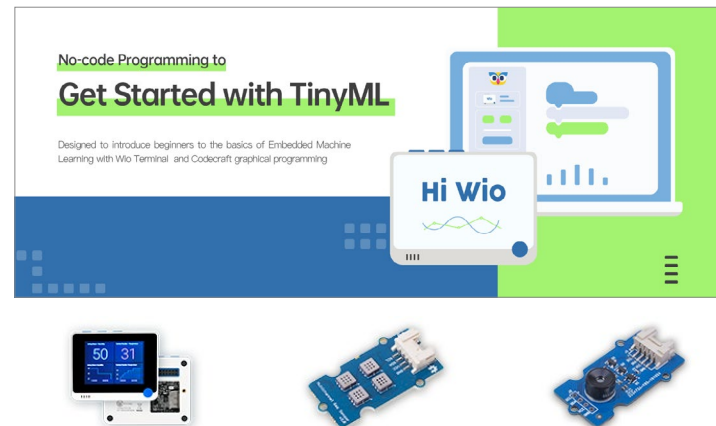 No-code Programming to
Get Started with TinyML
Designed to introduce beginners to the basics of Embedded Machine
Learning with Wio Terminal and Codecraft graphical programming
Hi Wio
50 31